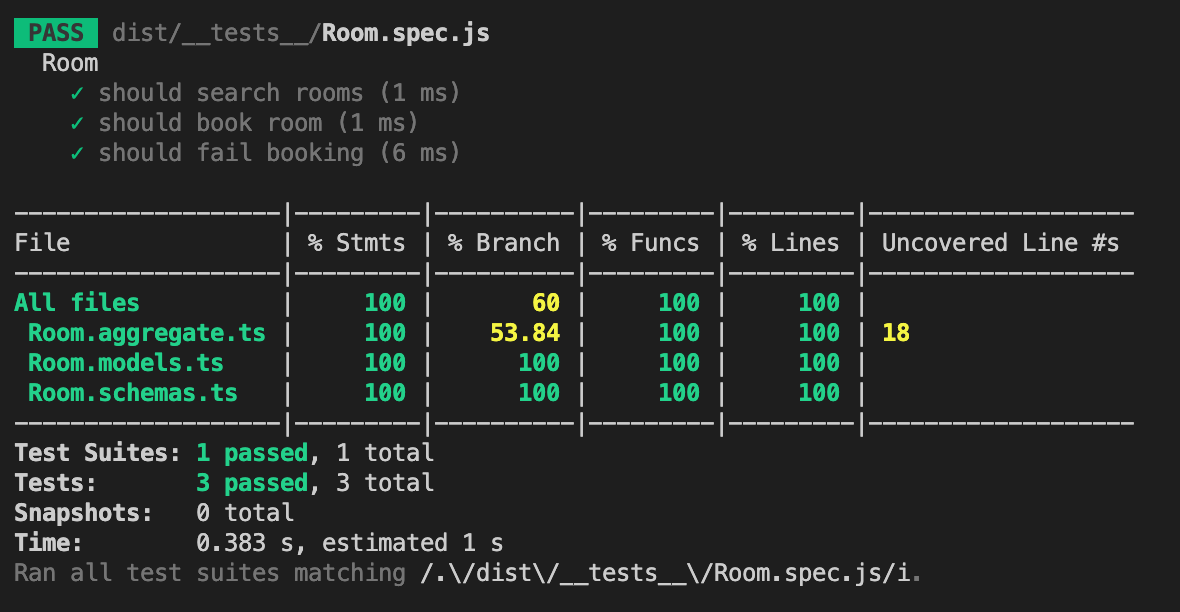 PASS dist/__tests__/Room.spec.js
Room
✓ should search rooms (1 ms)
✓ should book room (1 ms)
✓ should fail booking (6 ms)
-------------------|---------|----------|---------|---------|-------------------
File               | % Stmts | % Branch | % Funcs | % Lines | Uncovered Line #s
-------------------|---------|----------|---------|---------|-------------------
All files          |     100 |       60 |     100 |     100 |
 Room.aggregate.ts |     100 |    53.84 |     100 |     100 | 18
 Room.models.ts    |     100 |      100 |     100 |     100 |
 Room.schemas.ts   |     100 |      100 |     100 |     100 |
-------------------|---------|----------|---------|---------|-------------------
Test Suites: 1 passed, 1 total
Tests:       3 passed, 3 total
Snapshots:   0 total
Time:        0.383 s, estimated 1 s
Ran all test suites matching /.\/dist\/__tests__\/Room.spec.js/i.